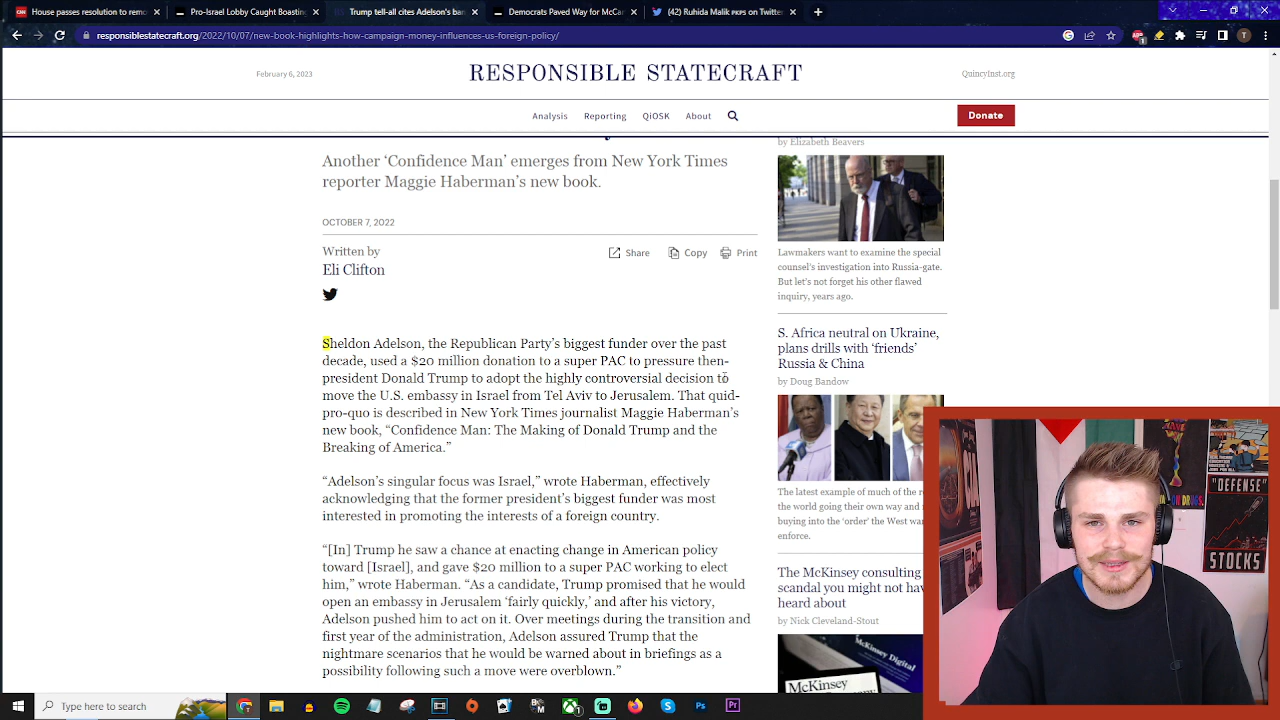 CNN
House passes resolution to rem
Pro-Israel Lobby Group Boastin
Trump tell-all cites Adelson's $
Democrats Paved Way for McCar
(42) Ruhida's Mask on Twitter:
responsiblestatecraft.org/2022/10/07/new-book-highlights-how-campaign-money-influences-us-foreign-policy/
T
February 6, 2023
RESPONSIBLE STATECRAFT
QuincyInst.org
Analysis Reporting QiOSK About
Donate
Another ‘Confidence Man’ emerges from New York Times
reporter Maggie Haberman’s new book.
OCTOBER 7, 2022
Written by
Eli Clifton
Share Copy Print
Sheldon Adelson, the Republican Party’s biggest funder over the past
decade, used a $20 million donation to a super PAC to pressure then-
president Donald Trump to adopt the highly controversial decision to
move the U.S. embassy in Israel from Tel Aviv to Jerusalem. That quid-
pro-quo is described in New York Times journalist Maggie Haberman’s
new book, “Confidence Man: The Making of Donald Trump and the
Breaking of America.”
“Adelson’s singular focus was Israel,” wrote Haberman, effectively
acknowledging that the former president’s biggest funder was most
interested in promoting the interests of a foreign country.
“[In] Trump he saw a chance at enacting change in American policy
toward [Israel], and gave $20 million to a super PAC working to elect
him,” wrote Haberman. “As a candidate, Trump promised that he would
open an embassy in Jerusalem ‘fairly quickly,’ and after his victory,
Adelson pushed him to act on it. Over meetings during the transition and
first year of the administration, Adelson assured Trump that the
nightmare scenarios he would be warned about in briefings as a
possibility following such a move were overblown.”
by Elizabeth Beavers
Lawmakers want to examine the special
counsel’s investigation into Russia-gate.
But let’s not forget his other flawed
inquiry, years ago.
S. Africa neutral on Ukraine,
plans drills with ‘friends’
Russia & China
by Doug Bandow
The latest example of much of the r
the world going their own way and
buying into the ‘order’ the West wa
enforce.
The McKinsey consulting
scandal you might not hav
heard about
by Nick Cleveland-Stout
McKinsey Digital
McKinsey
"DEFENSE"
STOCKS
Type here to search